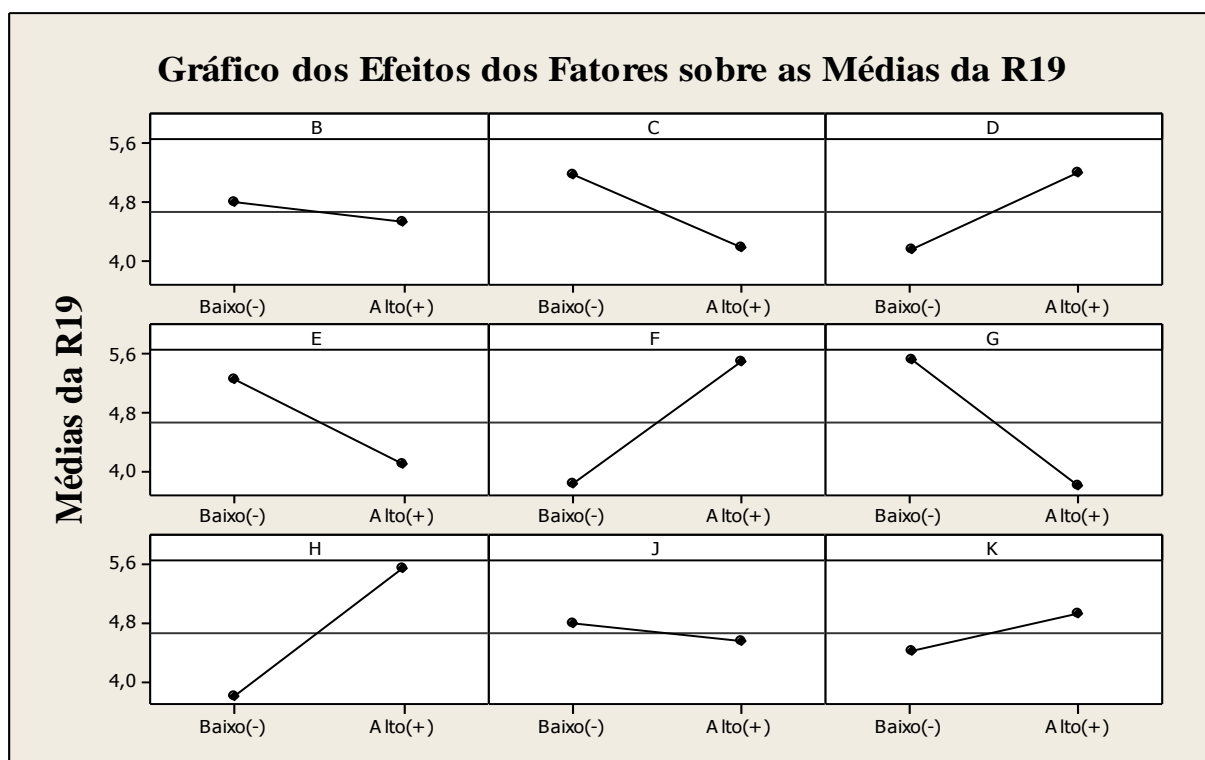 Gráfico dos Efeitos dos Fatores sobre as Médias da R19
Médias da R19
B C D
5,6
4,8
4,0
Baixo(-) Alto(+) Baixo(-) Alto(+) Baixo(-) Alto(+)
E F G
5,6
4,8
4,0
Baixo(-) Alto(+) Baixo(-) Alto(+) Baixo(-) Alto(+)
H J K
5,6
4,8
4,0
Baixo(-) Alto(+) Baixo(-) Alto(+) Baixo(-) Alto(+)